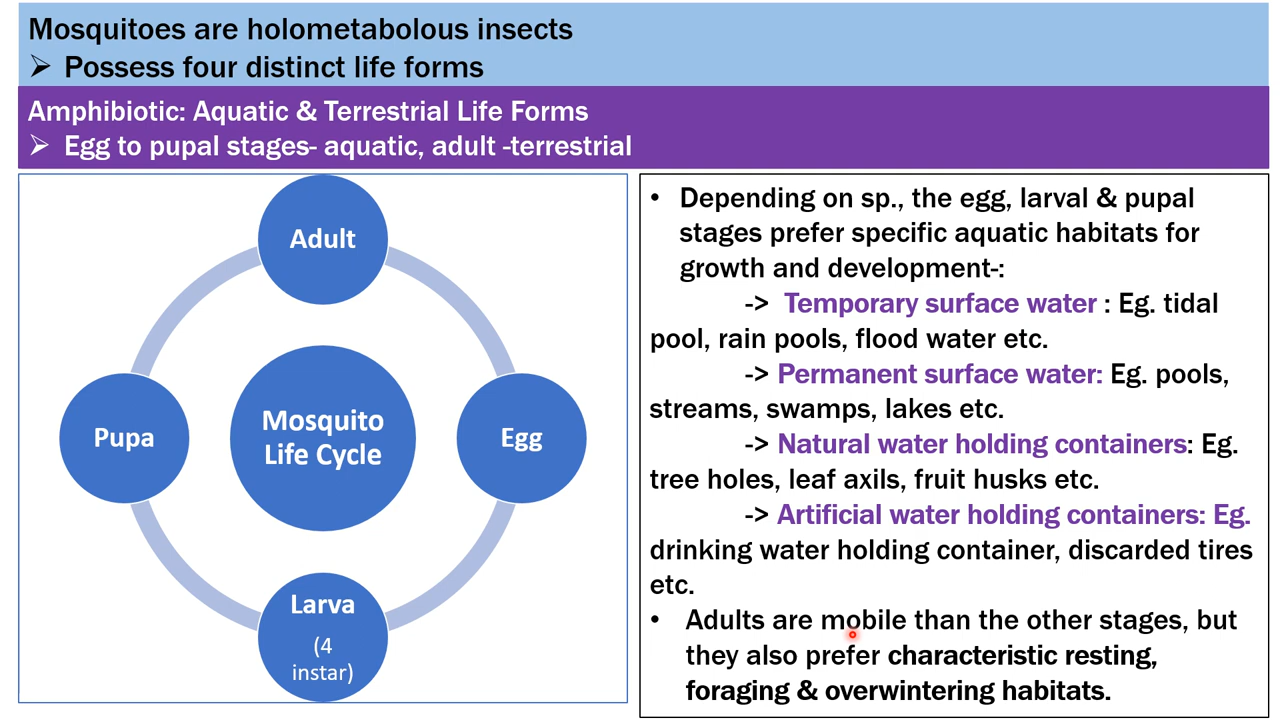 Mosquitoes are holometabolous insects
➢ Possess four distinct life forms
Amphibiotic: Aquatic & Terrestrial Life Forms
➢ Egg to pupal stages- aquatic, adult -terrestrial
Adult
Pupa
Mosquito
Life Cycle
Egg
Larva
(4
instar)
• Depending on sp., the egg, larval & pupal
stages prefer specific aquatic habitats for
growth and development-:
-> Temporary surface water : Eg. tidal
pool, rain pools, flood water etc.
-> Permanent surface water: Eg. pools,
streams, swamps, lakes etc.
-> Natural water holding containers: Eg.
tree holes, leaf axils, fruit husks etc.
-> Artificial water holding containers: Eg.
drinking water holding container, discarded tires
etc.
• Adults are mobile than the other stages, but
they also prefer characteristic resting,
foraging & overwintering habitats.